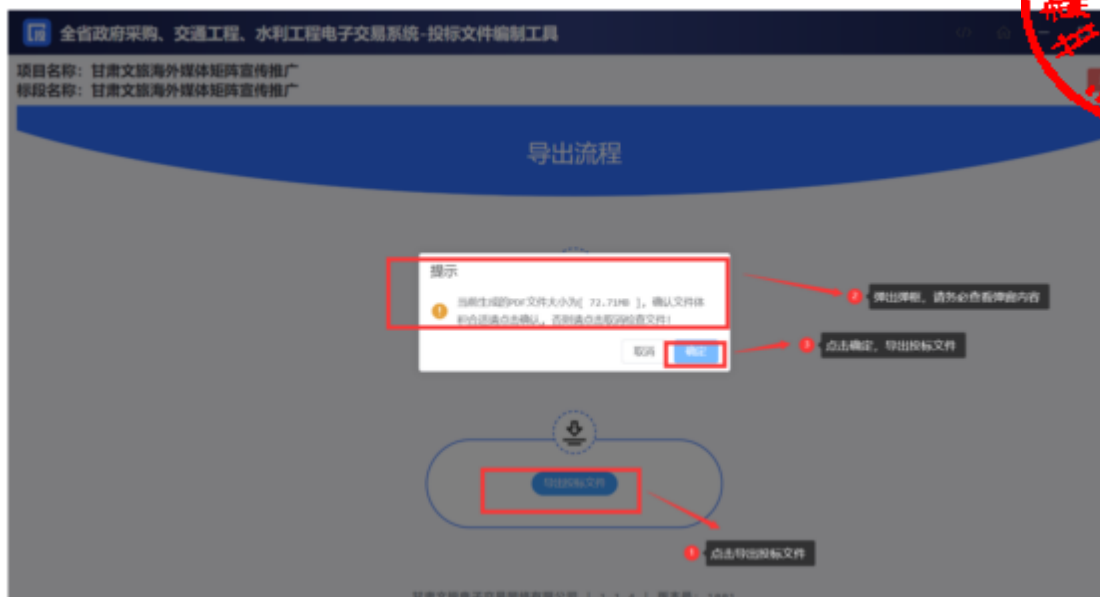 全省政府采购、交通工程、水利工程电子交易系统-投标文件编制工具
项目名称：甘肃文旅海外媒体矩阵宣传推广
标段名称：甘肃文旅海外媒体矩阵宣传推广
导出流程
提示
当前生成的PDF文件大小为[ 72.71MB ]，确认文件体
积合适请点击确认，否则请点击取消检查文件!
取消 确定
2 弹出弹框，请务必查看弹窗内容
3 点击确定，导出投标文件
导出投标文件
1 点击导出投标文件